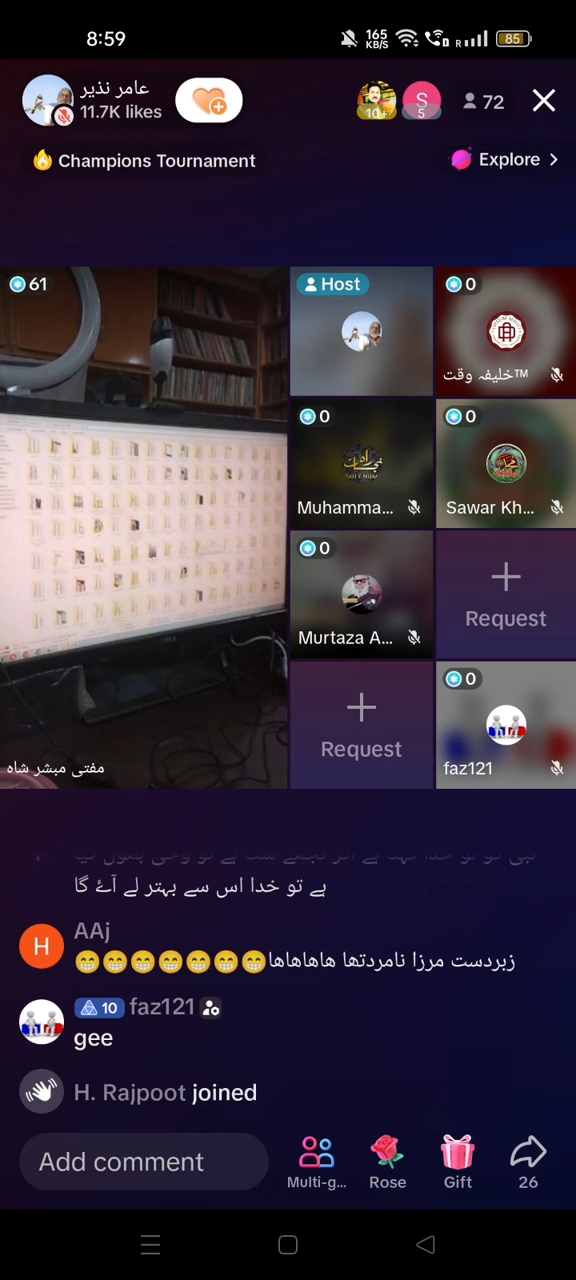 8:59
165
KB/S
R
85
عامر نذیر
11.7K likes
10+
S
5
72
Champions Tournament
Explore
61
Host
0
خلیفہ وقت™
0
Muhamma...
0
Sawar Kh...
0
Murtaza A...
Request
Request
0
faz121
مفتی مبشر شاہ
ہے تو خدا اس سے بہتر لے آۓ گا
H
AAj
😁😁😁😁😁😁😁زبردست مرزا نامردتھا ھاھاھاھا
10 faz121
gee
H. Rajpoot joined
Add comment
Multi-g...
Rose
Gift
26